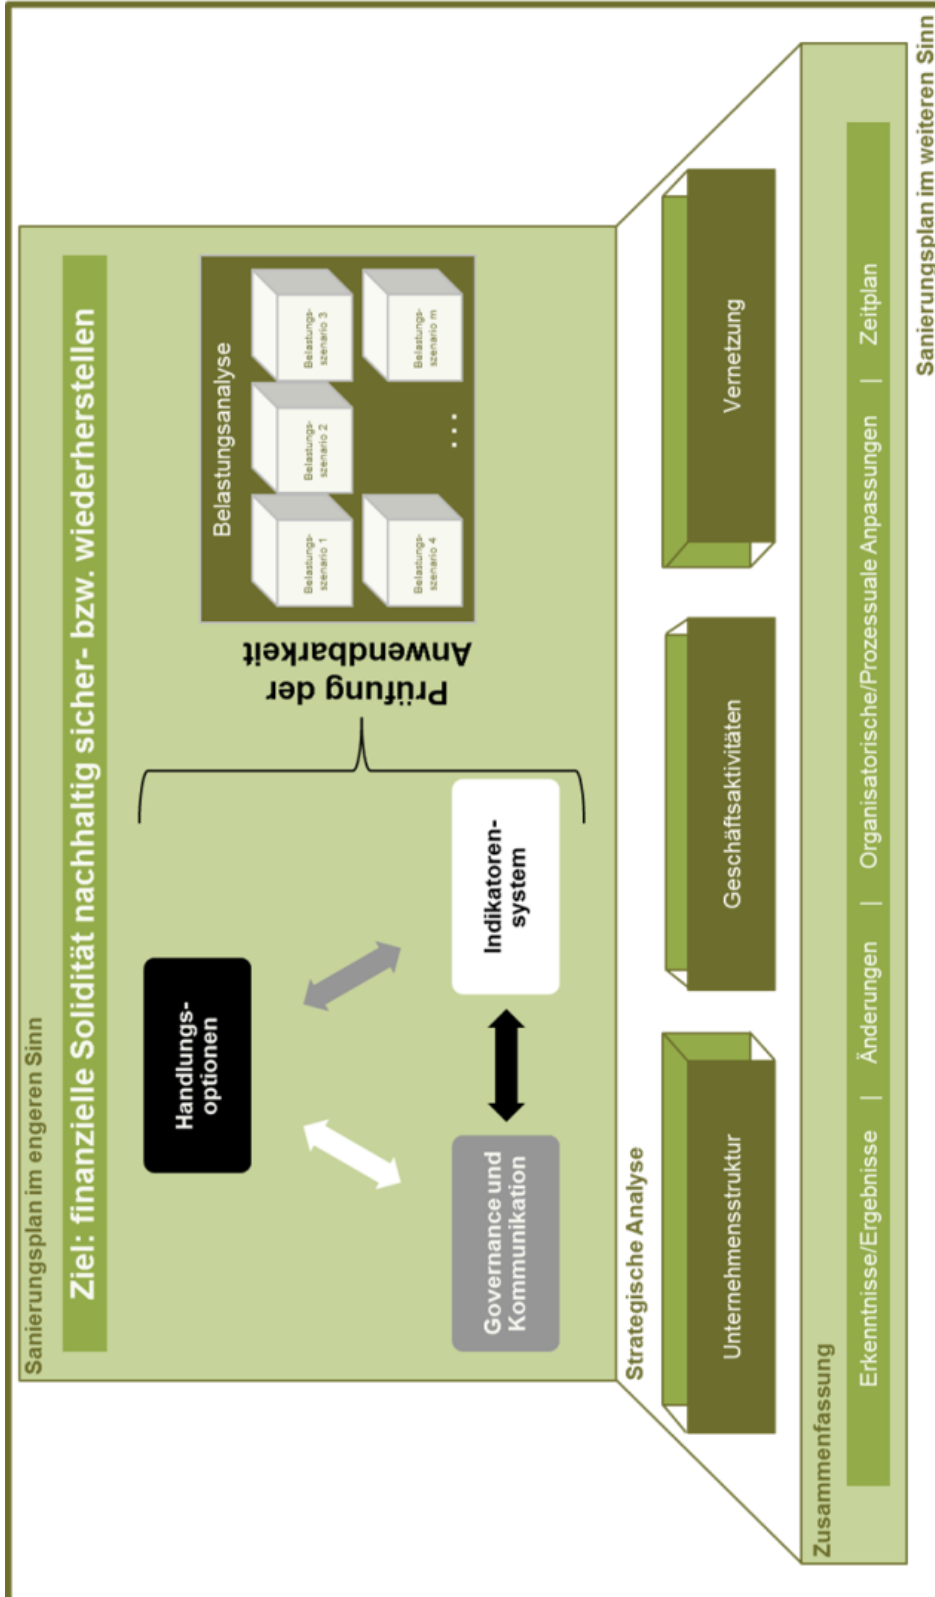 Sanierungsplan im engeren Sinn
Ziel: finanzielle Solidität nachhaltig sicher- bzw. wiederherstellen
Handlungs-
optionen
Governance und
Kommunikation
Indikatoren-
system
Prüfung der
Anwendbarkeit
Belastungsanalyse
Belastungs-
szenario 1
Belastungs-
szenario 2
Belastungs-
szenario 3
Belastungs-
szenario 4
...
Belastungs-
szenario m
Strategische Analyse
Unternehmensstruktur
Geschäftsaktivitäten
Vernetzung
Zusammenfassung
Erkenntnisse/Ergebnisse | Änderungen | Organisatorische/Prozessuale Anpassungen | Zeitplan
Sanierungsplan im weiteren Sinn